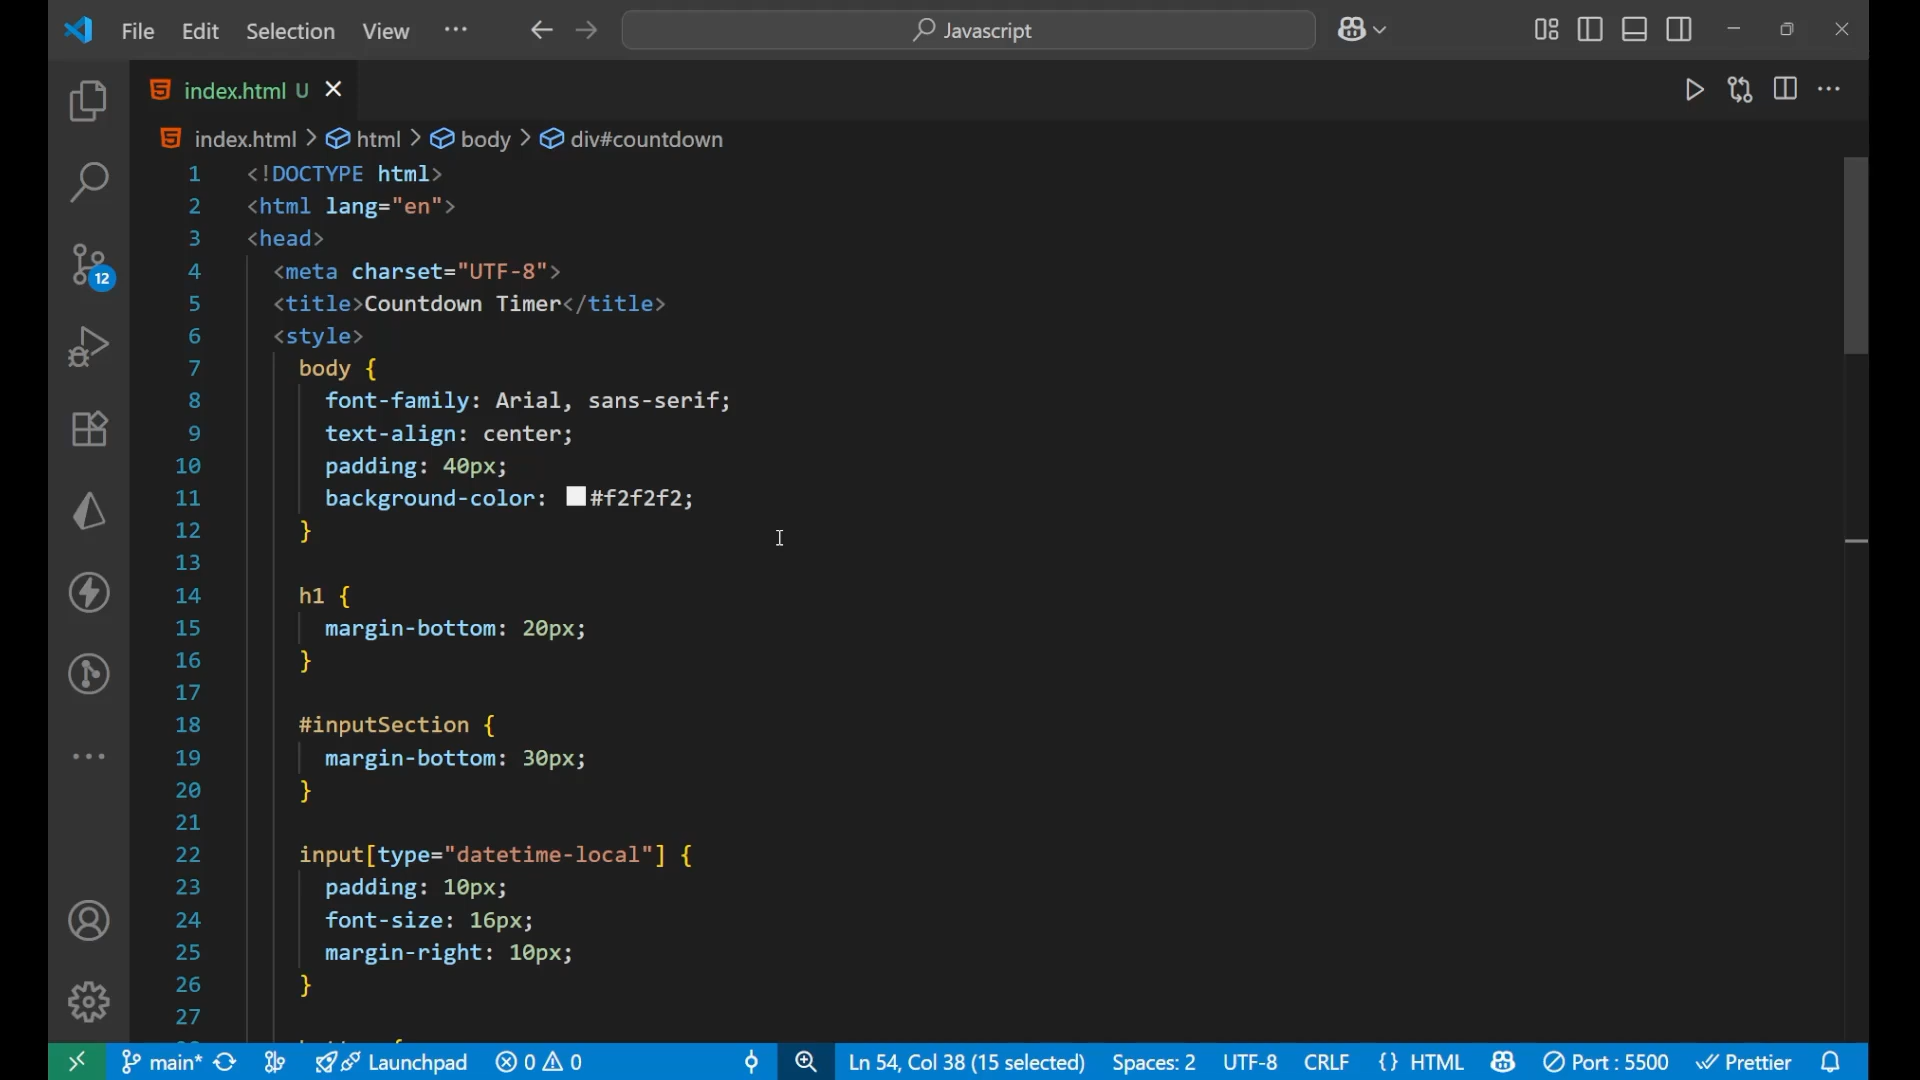 File Edit Selection View ··· Javascript
index.html U
index.html > html > body > div#countdown
1 <!DOCTYPE html>
2 <html lang="en">
3 <head>
4 <meta charset="UTF-8">
5 <title>Countdown Timer</title>
6 <style>
7 body {
8 font-family: Arial, sans-serif;
9 text-align: center;
10 padding: 40px;
11 background-color: #f2f2f2;
12 }
13
14 h1 {
15 margin-bottom: 20px;
16 }
17
18 #inputSection {
19 margin-bottom: 30px;
20 }
21
22 input[type="datetime-local"] {
23 padding: 10px;
24 font-size: 16px;
25 margin-right: 10px;
26 }
27
12
main* Launchpad 0 0 Ln 54, Col 38 (15 selected) Spaces: 2 UTF-8 CRLF {} HTML Port : 5500 Prettier